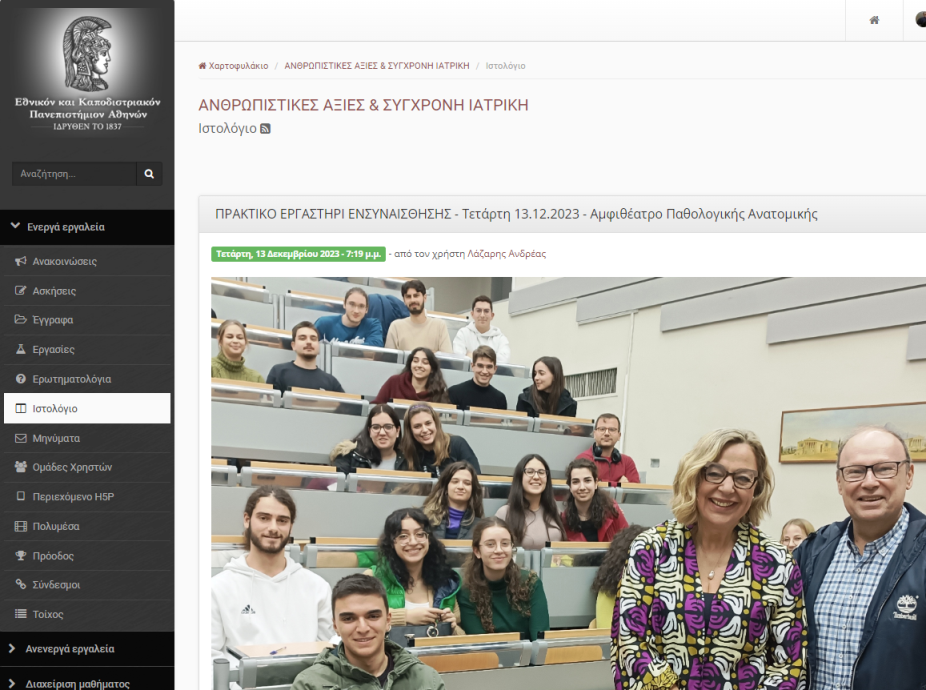 Εθνικόν και Καποδιστριακόν
Πανεπιστήμιον Αθηνών
ΙΔΡΥΘΕΝ ΤΟ 1837
Αναζήτηση...
Ενεργά εργαλεία
Ανακοινώσεις
Ασκήσεις
Έγγραφα
Εργασίες
Ερωτηματολόγια
Ιστολόγιο
Μηνύματα
Ομάδες Χρηστών
Περιεχόμενο H5P
Πολυμέσα
Πρόοδος
Σύνδεσμοι
Τοίχος
Ανενεργά εργαλεία
Διαχείριση μαθήματος
Χαρτοφυλάκιο / ΑΝΘΡΩΠΙΣΤΙΚΕΣ ΑΞΙΕΣ & ΣΥΓΧΡΟΝΗ ΙΑΤΡΙΚΗ / Ιστολόγιο
ΑΝΘΡΩΠΙΣΤΙΚΕΣ ΑΞΙΕΣ & ΣΥΓΧΡΟΝΗ ΙΑΤΡΙΚΗ
Ιστολόγιο
ΠΡΑΚΤΙΚΟ ΕΡΓΑΣΤΗΡΙ ΕΝΣΥΝΑΙΣΘΗΣΗΣ - Τετάρτη 13.12.2023 - Αμφιθέατρο Παθολογικής Ανατομικής
Τετάρτη, 13 Δεκεμβρίου 2023 - 7:19 μ.μ. - από τον χρήστη Λάζαρης Ανδρέας
Timberland